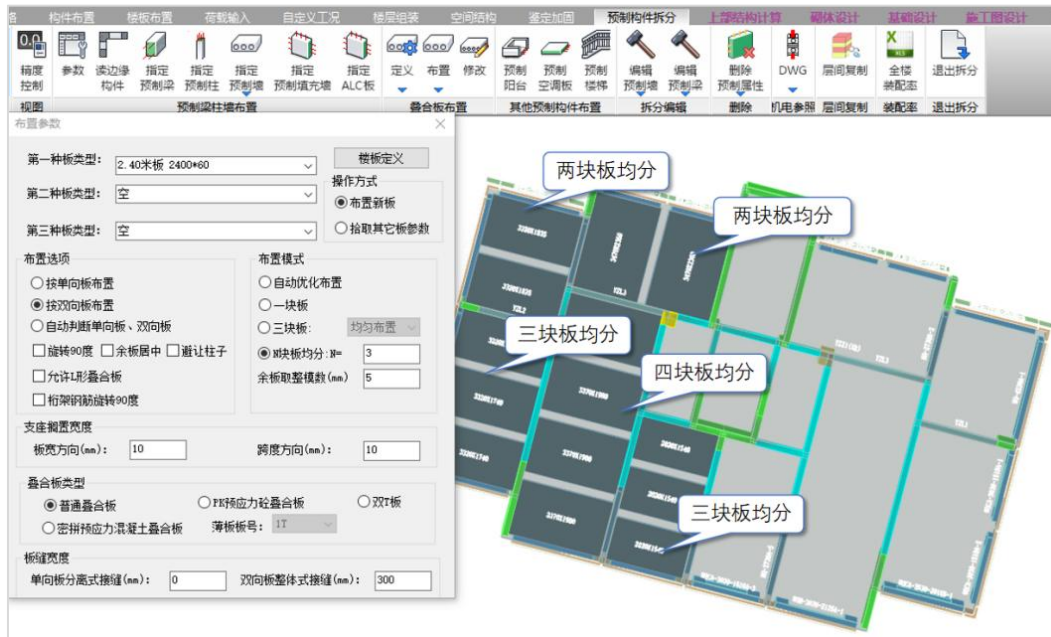 构件布置 楼板布置 荷载输入 自定义工况 楼层组装 空间结构 鉴定加固 预制构件拆分 上部结构计算 砌体设计 基础设计 施工图设计
精度 参数 读边缘 指定 指定 指定 指定 指定 定义 布置 修改 预制 预制 预制 编辑 编辑 删除 DWG 层间复制 全楼 退出拆分
控制 构件 预制梁 预制柱 预制墙 预制填充墙 ALC板 阳台 空调板 楼梯 预制墙 预制梁 预制属性 装配率
视图 预制梁柱墙布置 叠合板布置 其他预制构件布置 拆分编辑 删除 机电参照 层间复制 装配率 退出拆分
布置参数
第一种板类型: 2.40米板 2400*60 楼板定义
第二种板类型: 空
操作方式
布置新板
第三种板类型: 空
拾取其它板参数
布置选项 布置模式
按单向板布置 自动优化布置
按双向板布置 一块板
自动判断单向板、双向板 三块板: 均匀布置
旋转90度 余板居中 避让柱子 N块板均分:N= 3
允许L形叠合板 余板取整模数(mm) 5
桁架钢筋旋转90度
支座搁置宽度
板宽方向(mm): 10 跨度方向(mm): 10
叠合板类型
普通叠合板 PK预应力砼叠合板 双T板
密拼预应力混凝土叠合板 薄板板号: 1T
板缝宽度
单向板分离式接缝(mm): 0 双向板整体式接缝(mm): 300
两块板均分
两块板均分
三块板均分
四块板均分
三块板均分